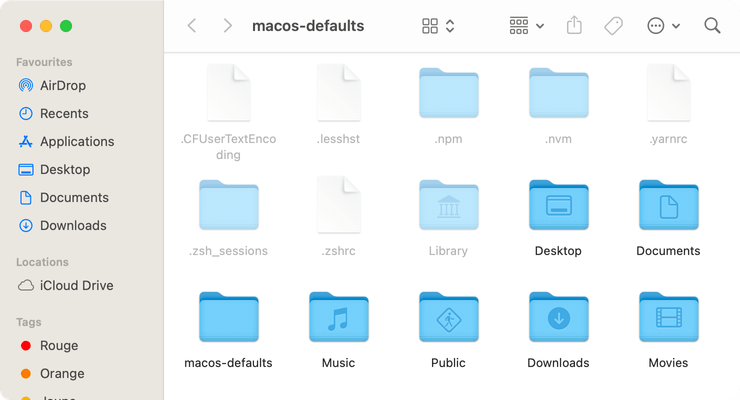 macos-defaults
Favourites
AirDrop
Recents
Applications
Desktop
Documents
Downloads
Locations
iCloud Drive
Tags
Rouge
Orange
Jaune
.CFUserTextEnco
ding
.lesshst
.npm
.nvm
.yarnrc
.zsh_sessions
.zshrc
Library
Desktop
Documents
macos-defaults
Music
Public
Downloads
Movies